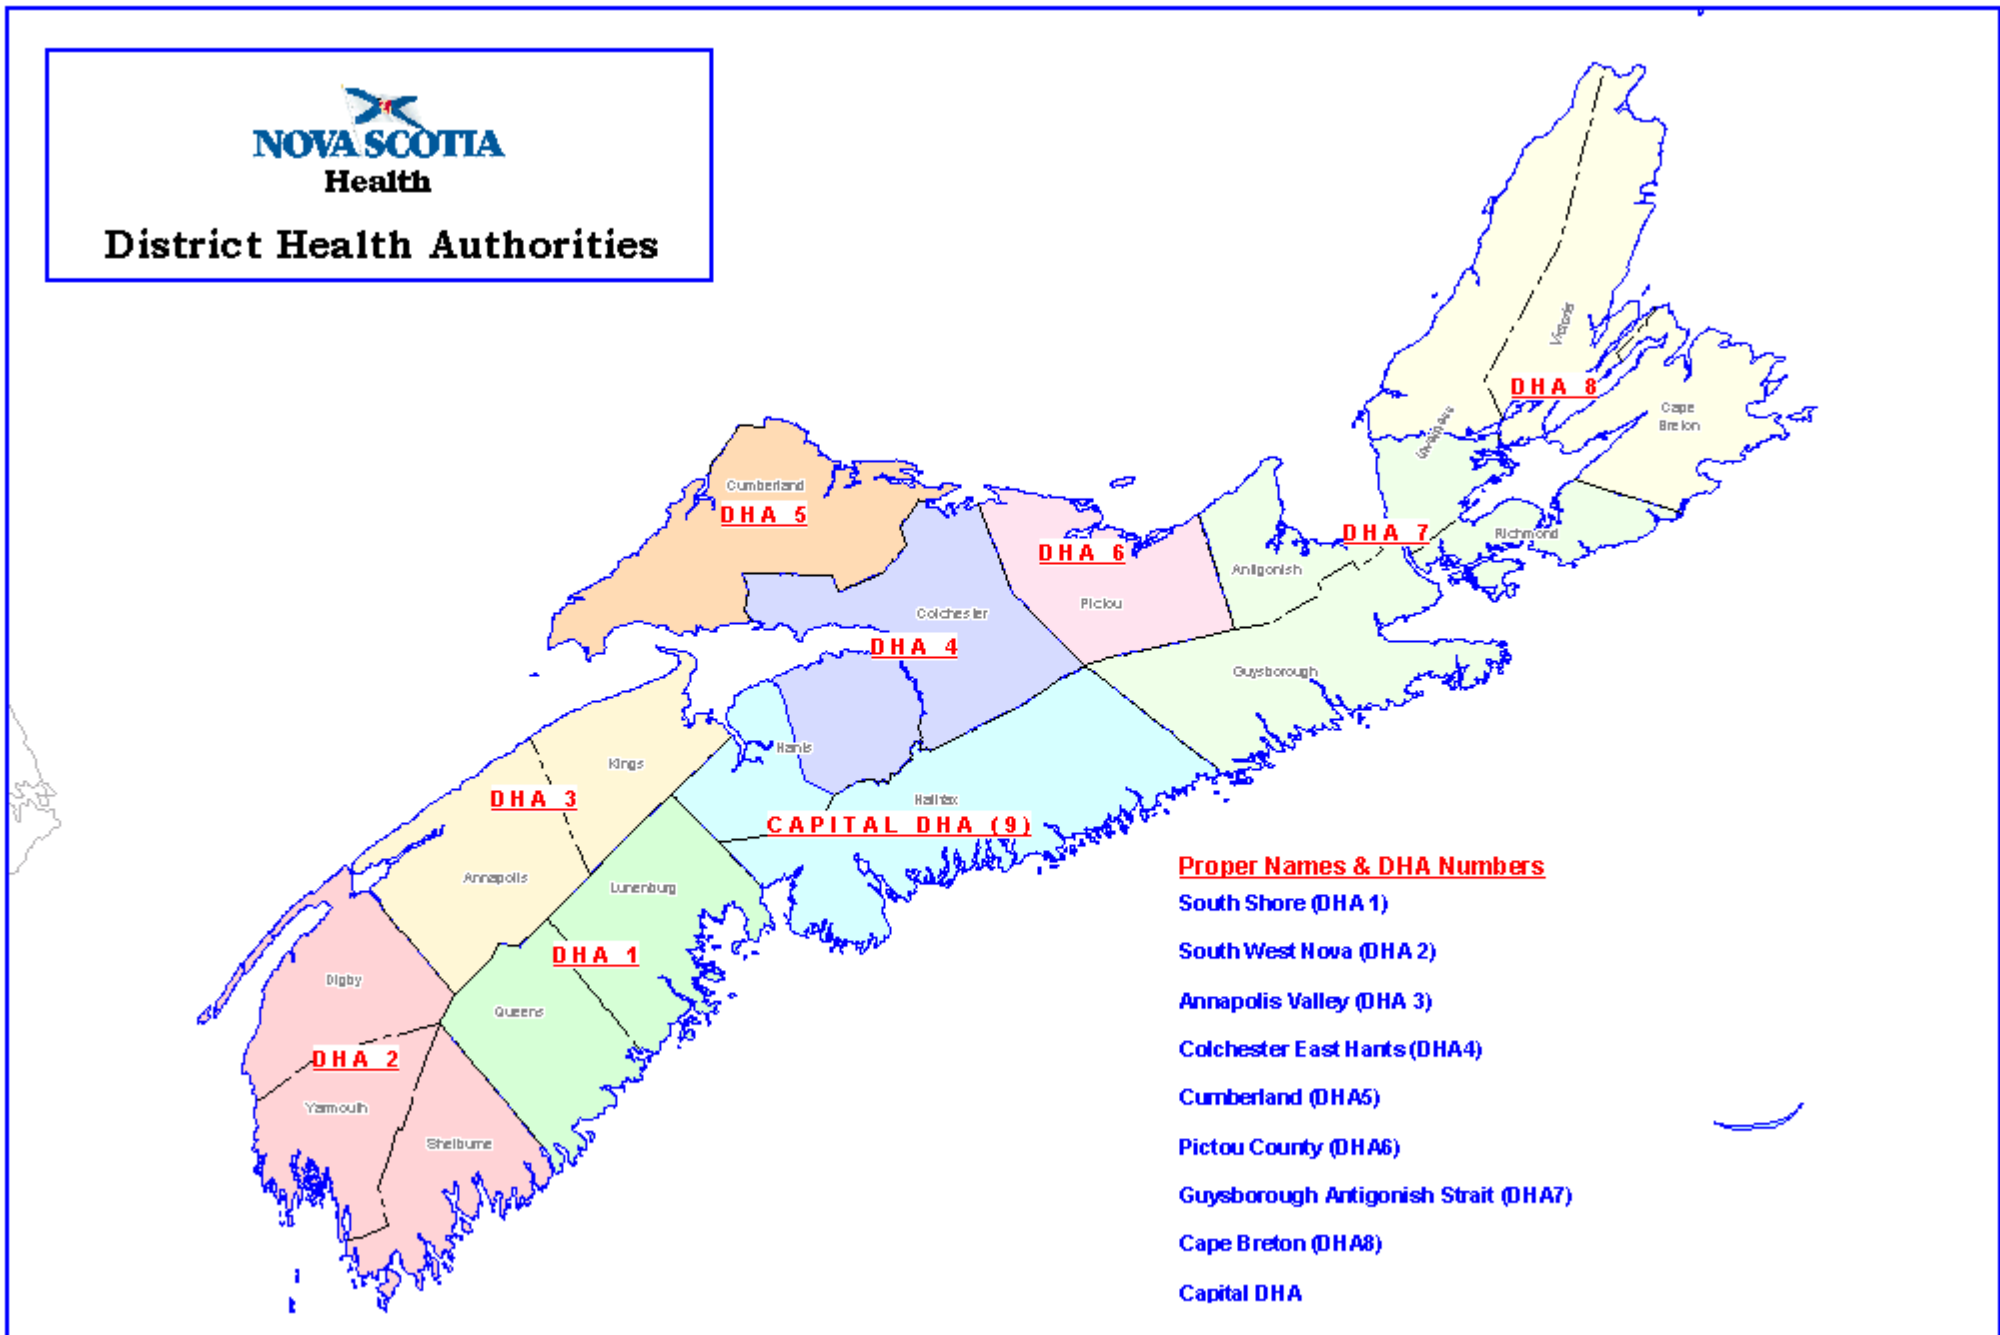 NOVA SCOTIA
Health
District Health Authorities
Victoria
DHA 8
Cape
Breton
Inverness
Cumberland
DHA 5
DHA 7
Richmond
DHA 6
Antigonish
Pictou
Colchester
DHA 4
Guysborough
Hants
Kings
DHA 3
Halifax
CAPITAL DHA (9)
Annapolis
Lunenburg
DHA 1
Digby
Queens
DHA 2
Yarmouth
Shelburne
Proper Names & DHA Numbers
South Shore (DHA 1)
South West Nova (DHA 2)
Annapolis Valley (DHA 3)
Colchester East Hants (DHA4)
Cumberland (DHA5)
Pictou County (DHA6)
Guysborough Antigonish Strait (DHA7)
Cape Breton (DHA8)
Capital DHA